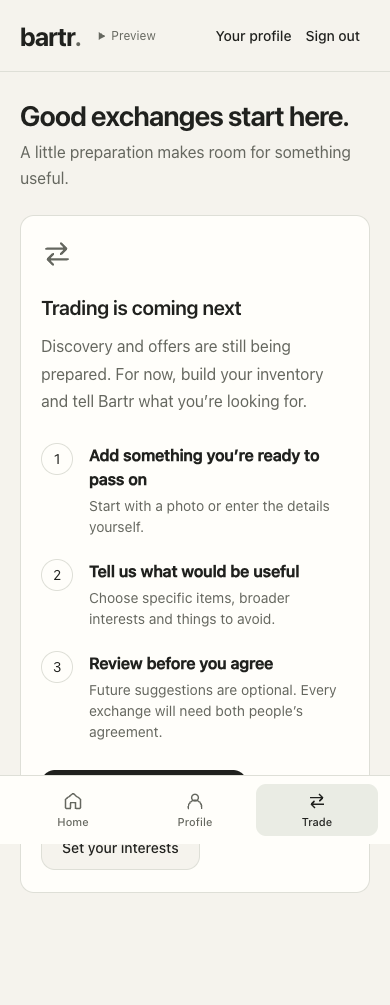 bartr.
Preview
Your profile
Sign out
Good exchanges start here.
A little preparation makes room for something
useful.
Trading is coming next
Discovery and offers are still being
prepared. For now, build your inventory
and tell Bartr what you’re looking for.
1
Add something you’re ready to
pass on
Start with a photo or enter the details
yourself.
2
Tell us what would be useful
Choose specific items, broader
interests and things to avoid.
3
Review before you agree
Future suggestions are optional. Every
exchange will need both people’s
agreement.
Home
Profile
Trade
Set your interests